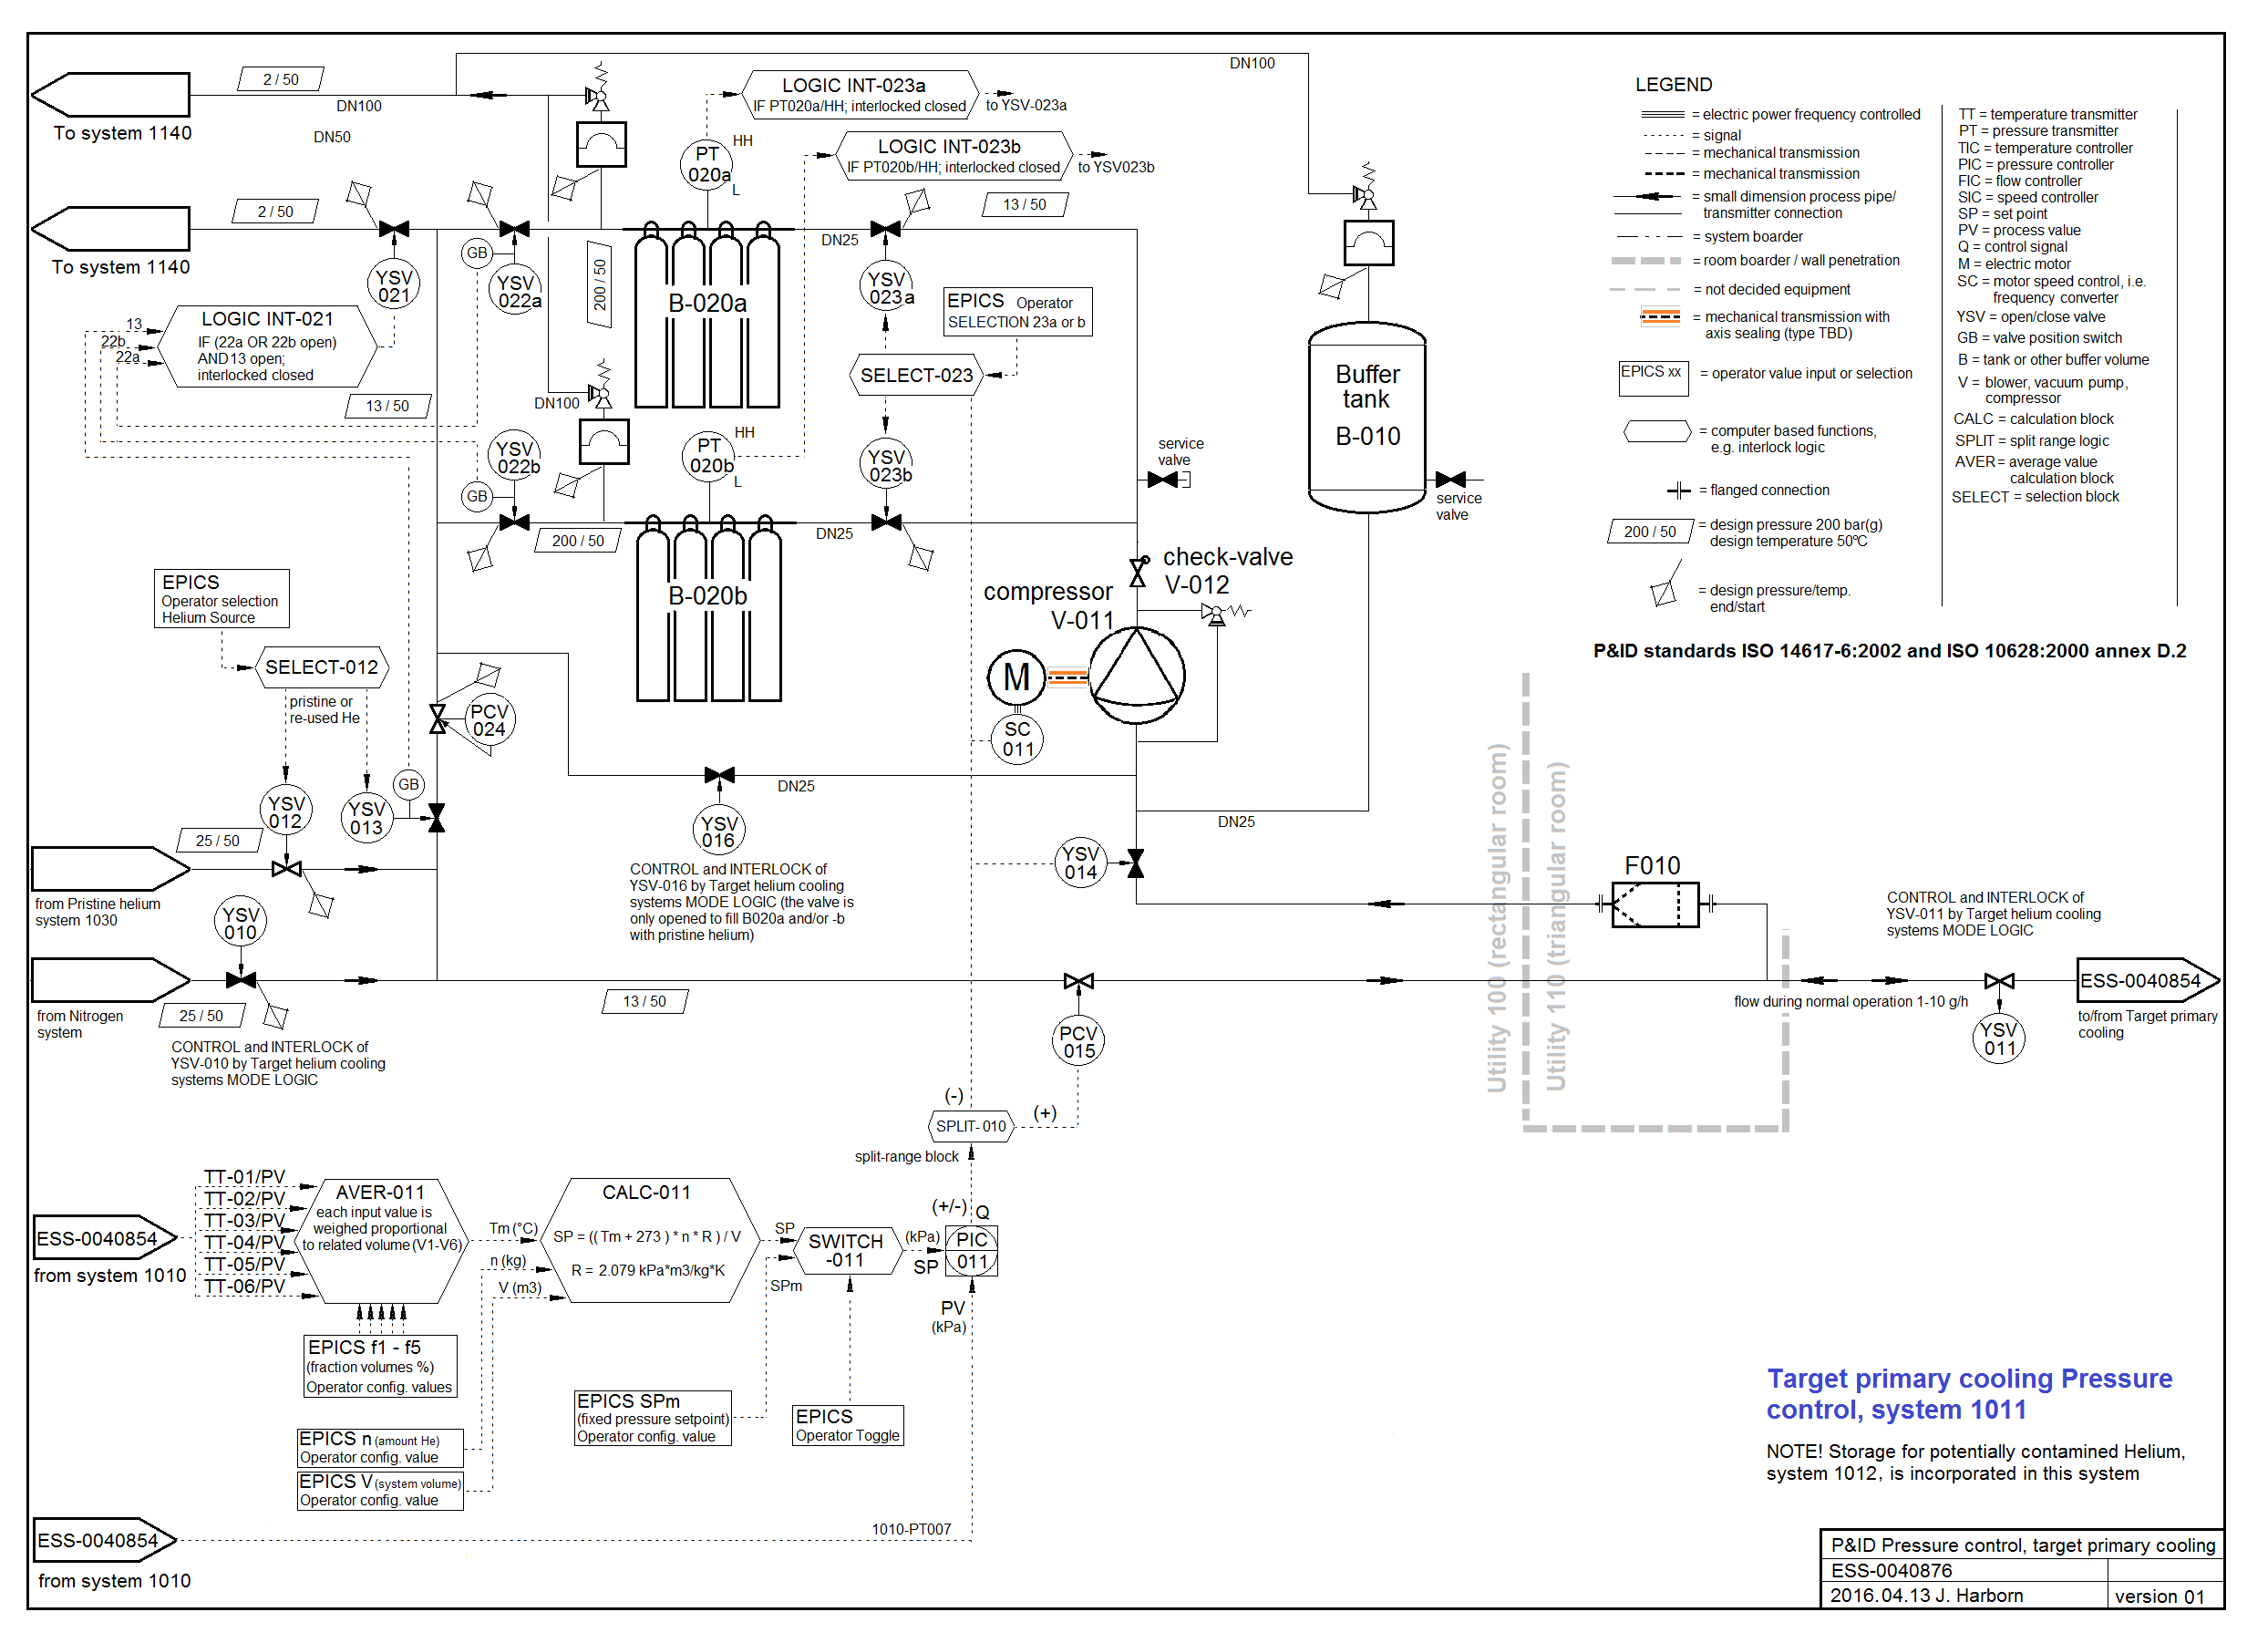 2 / 50
DN100
To system 1140
DN50
2 / 50
To system 1140
LOGIC INT-023a
IF PT020a/HH; interlocked closed
to YSV-023a
LOGIC INT-023b
IF PT020b/HH; interlocked closed
to YSV023b
PT
020a
HH
L
DN100
13 / 50
DN25
YSV
021
GB
YSV
022a
200 / 50
B-020a
YSV
023a
EPICS Operator
SELECTION 23a or b
SELECT-023
LOGIC INT-021
IF (22a OR 22b open)
AND13 open;
interlocked closed
13
22b
22a
13 / 50
DN100
YSV
022b
GB
PT
020b
HH
L
YSV
023b
200 / 50
DN25
B-020b
service
valve
Buffer
tank
B-010
service
valve
check-valve
V-012
compressor
V-011
M
SC
011
EPICS
Operator selection
Helium Source
SELECT-012
pristine or
re-used He
PCV
024
GB
YSV
012
YSV
013
25 / 50
from Pristine helium
system 1030
YSV
010
from Nitrogen
system
25 / 50
CONTROL and INTERLOCK of
YSV-010 by Target helium cooling
systems MODE LOGIC
DN25
YSV
016
CONTROL and INTERLOCK of
YSV-016 by Target helium cooling
systems MODE LOGIC (the valve is
only opened to fill B020a and/or -b
with pristine helium)
13 / 50
DN25
YSV
014
PCV
015
Utility 100 (rectangular room)
Utility 110 (triangular room)
F010
CONTROL and INTERLOCK of
YSV-011 by Target helium cooling
systems MODE LOGIC
flow during normal operation 1-10 g/h
YSV
011
ESS-0040854
to/from Target primary
cooling
(-)
(+)
SPLIT- 010
split-range block
(+/-)
Q
PIC
011
(kPa)
SP
PV
(kPa)
TT-01/PV
TT-02/PV
TT-03/PV
TT-04/PV
TT-05/PV
TT-06/PV
ESS-0040854
from system 1010
AVER-011
each input value is
weighed proportional
to related volume (V1-V6)
Tm (°C)
n (kg)
V (m3)
CALC-011
SP = (( Tm + 273 ) * n * R ) / V
R = 2.079 kPa*m3/kg*K
SP
SPm
SWITCH
-011
EPICS f1 - f5
(fraction volumes %)
Operator config. values
EPICS n (amount He)
Operator config. value
EPICS V (system volume)
Operator config. value
EPICS SPm
(fixed pressure setpoint)
Operator config. value
EPICS
Operator Toggle
ESS-0040854
from system 1010
1010-PT007
LEGEND
= electric power frequency controlled
= signal
= mechanical transmission
= mechanical transmission
= small dimension process pipe/
transmitter connection
= system boarder
= room boarder / wall penetration
= not decided equipment
= mechanical transmission with
axis sealing (type TBD)
EPICS xx
= operator value input or selection
= computer based functions,
e.g. interlock logic
= flanged connection
200 / 50
= design pressure 200 bar(g)
design temperature 50ºC
= design pressure/temp.
end/start
TT = temperature transmitter
PT = pressure transmitter
TIC = temperature controller
PIC = pressure controller
FIC = flow controller
SIC = speed controller
SP = set point
PV = process value
Q = control signal
M = electric motor
SC = motor speed control, i.e.
frequency converter
YSV = open/close valve
GB = valve position switch
B = tank or other buffer volume
V = blower, vacuum pump,
compressor
CALC = calculation block
SPLIT = split range logic
AVER= average value
calculation block
SELECT = selection block
P&ID standards ISO 14617-6:2002 and ISO 10628:2000 annex D.2
Target primary cooling Pressure
control, system 1011
NOTE! Storage for potentially contamined Helium,
system 1012, is incorporated in this system
P&ID Pressure control, target primary cooling
ESS-0040876
2016.04.13 J. Harborn
version 01